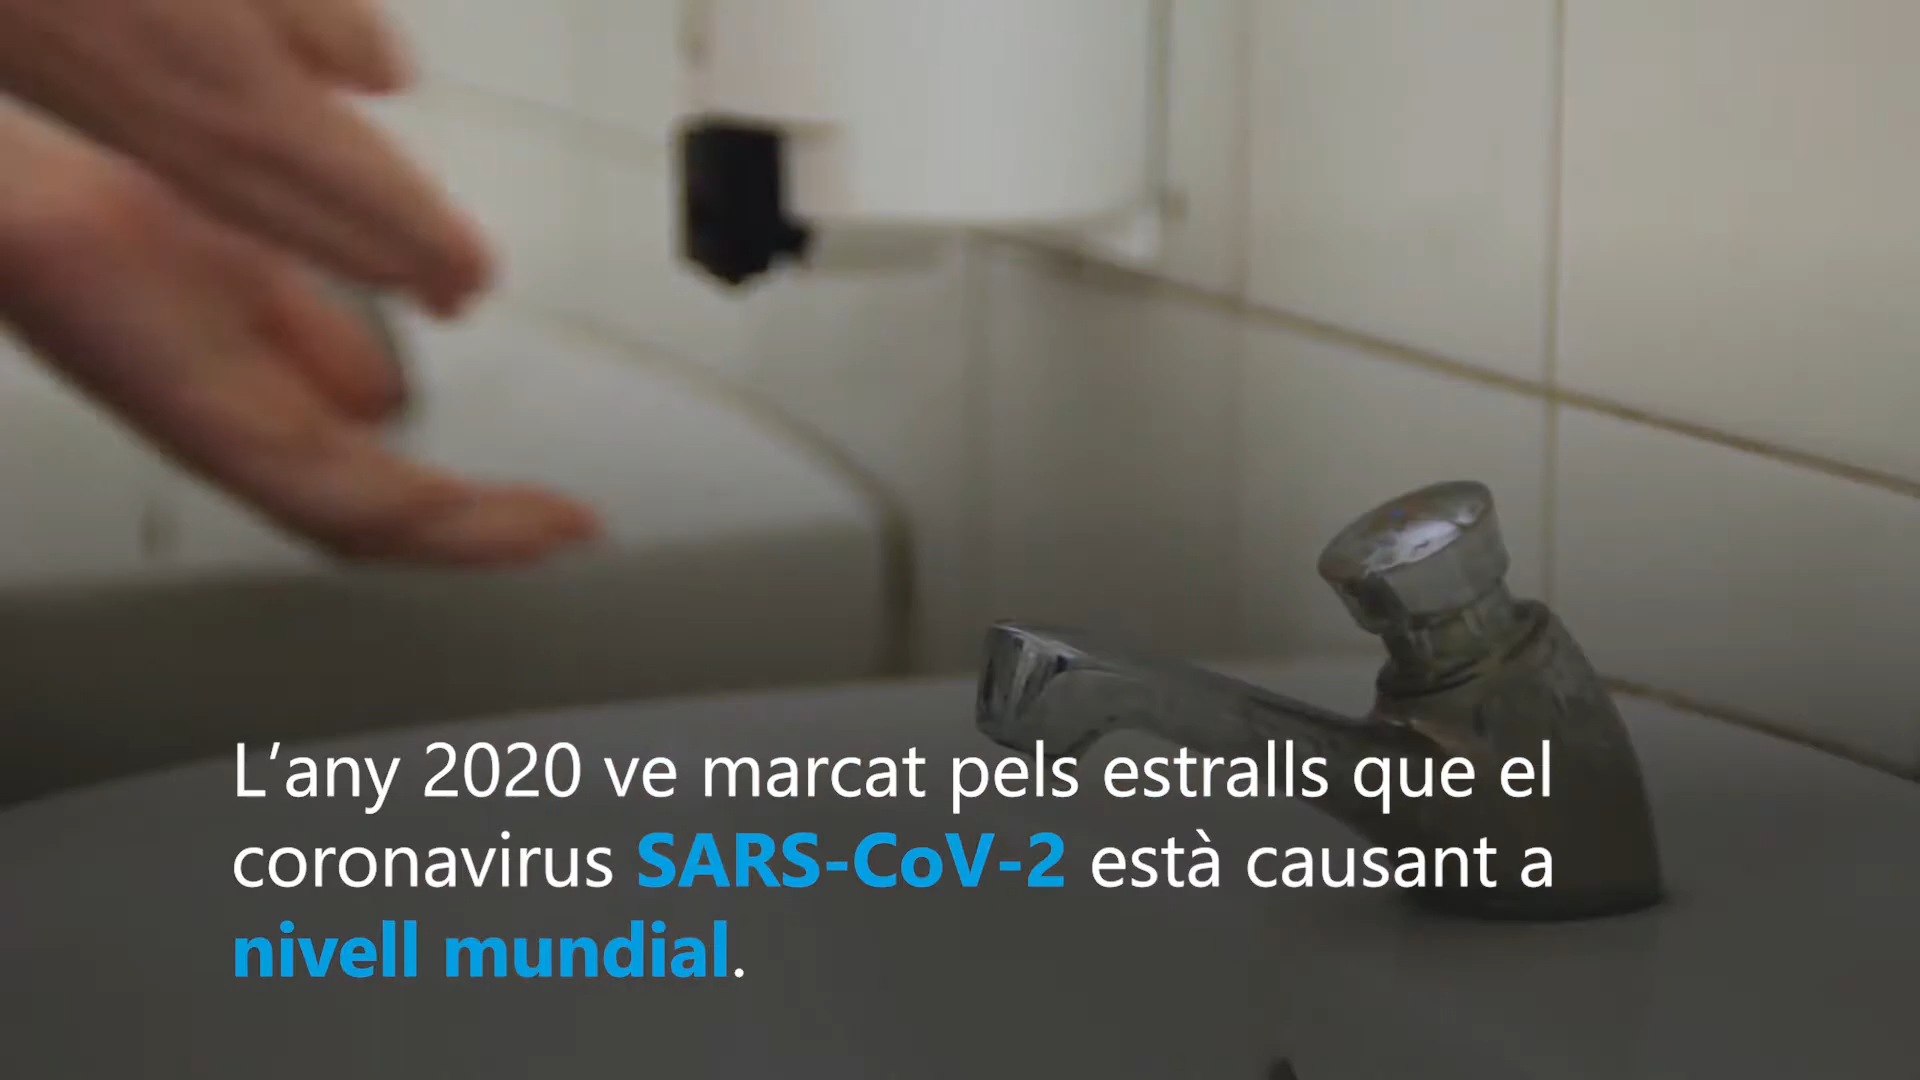 L’any 2020 ve marcat pels estralls que el
coronavirus SARS-CoV-2 està causant a
nivell mundial.